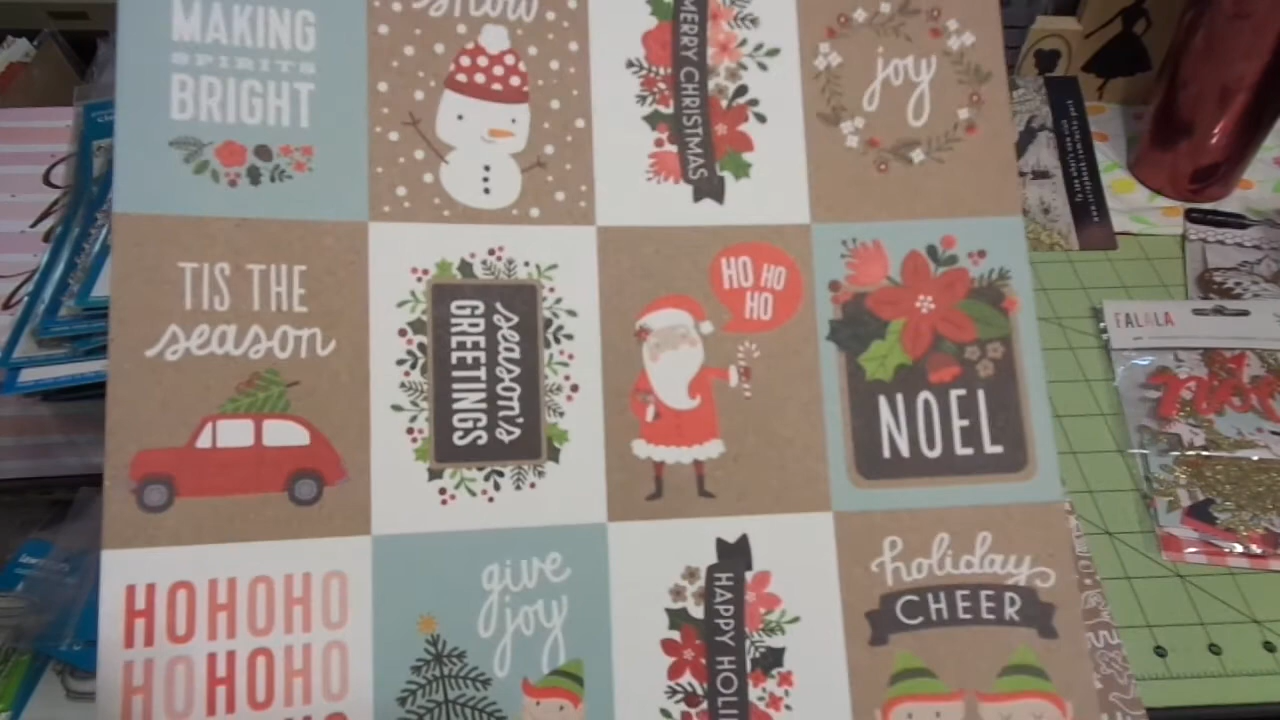 MAKING
SPIRITS
BRIGHT
snow
MERRY CHRISTMAS
joy
TIS THE
season
season's
GREETINGS
HO HO
HO
NOEL
HOHOHO
HOHOHO
give
joy
HAPPY HOLI
holiday
CHEER
FALALA